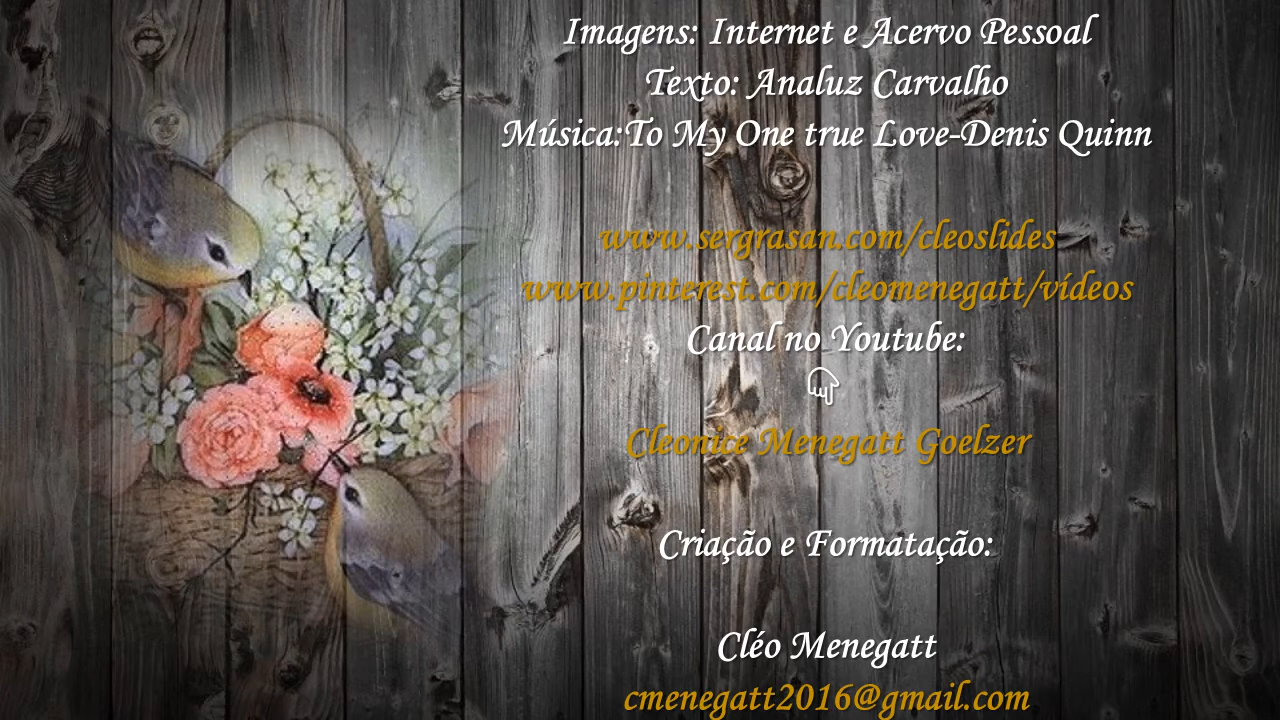 Imagens: Internet e Acervo Pessoal
Texto: Analuz Carvalho
Música:To My One true Love-Denis Quinn
www.sergrasan.com/cleoslides
www.pinterest.com/cleomenegatt/vídeos
Canal no Youtube:
Cleonice Menegatt Goelzer
Criação e Formatação:
Cléo Menegatt
cmenegatt2016@gmail.com